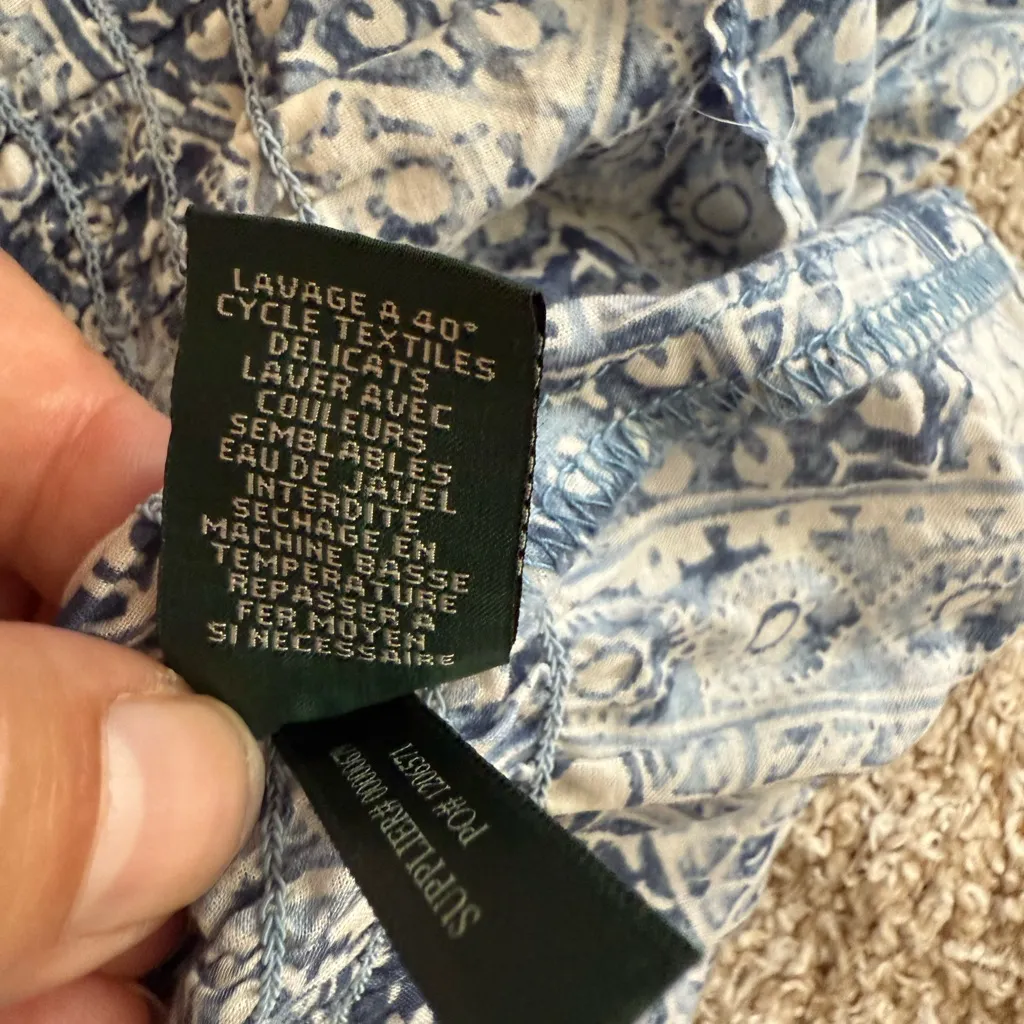 LAVAGE A 40°
CYCLE TEXTILES
DELICATS
LAVER AVEC
COULEURS
SEMBLABLES
EAU DE JAVEL
INTERDITE
SECHAGE EN
MACHINE BASSE
TEMPERATURE
REPASSER A
FER MOYEN
SI NECESSAIRE
PO# 1206571